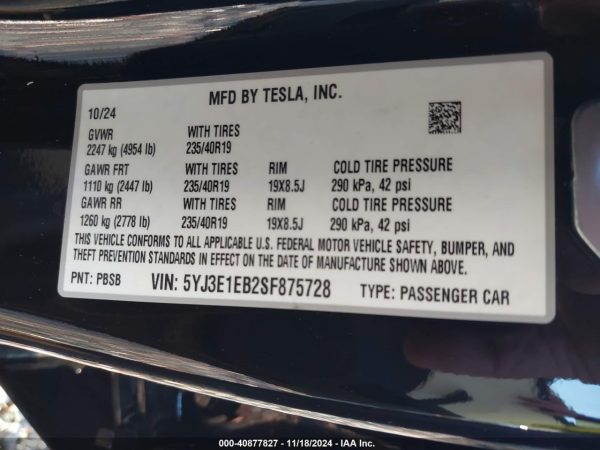 MFD BY TESLA, INC.
10/24
GVWR WITH TIRES
2247 kg (4954 lb) 235/40R19
GAWR FRT WITH TIRES RIM COLD TIRE PRESSURE
1110 kg (2447 lb) 235/40R19 19X8.5J 290 kPa, 42 psi
GAWR RR WITH TIRES RIM COLD TIRE PRESSURE
1260 kg (2778 lb) 235/40R19 19X8.5J 290 kPa, 42 psi
THIS VEHICLE CONFORMS TO ALL APPLICABLE U.S. FEDERAL MOTOR VEHICLE SAFETY, BUMPER, AND
THEFT PREVENTION STANDARDS IN EFFECT ON THE DATE OF MANUFACTURE SHOWN ABOVE.
PNT: PBSB VIN: 5YJ3E1EB2SF875728 TYPE: PASSENGER CAR
000-40877827 - 11/18/2024 - IAA Inc.